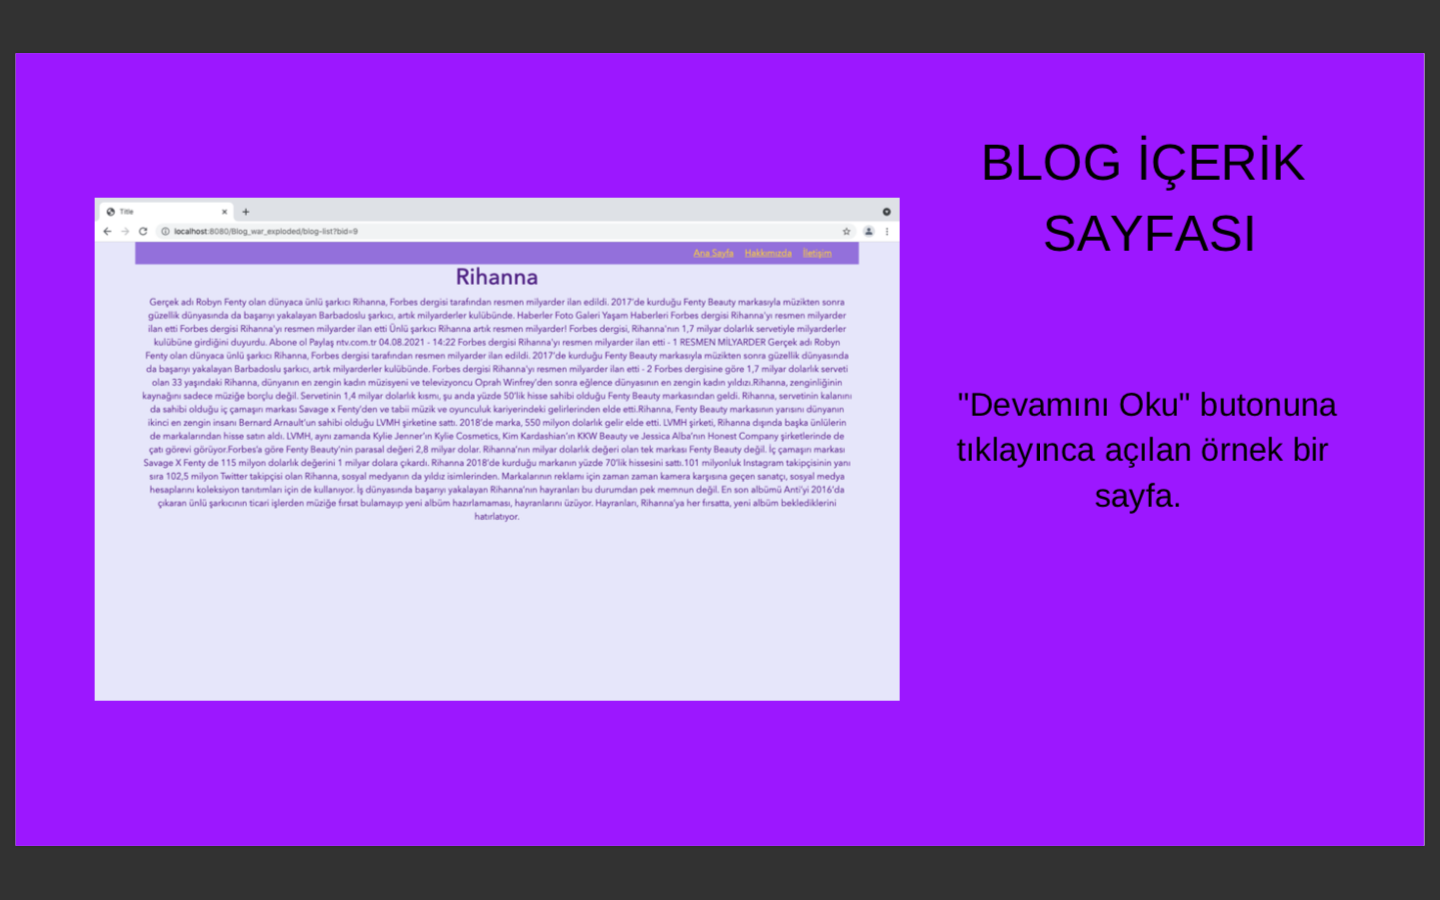 BLOG İÇERİK
SAYFASI
"Devamını Oku" butonuna
tıklayınca açılan örnek bir
sayfa.
Title
localhost:8080/Blog_war_exploded/blog-list?bid=9
Ana Sayfa Hakkımızda İletişim
Rihanna
Gerçek adı Robyn Fenty olan dünyaca ünlü şarkıcı Rihanna, Forbes dergisi tarafından resmen milyarder ilan edildi. 2017'de kurduğu Fenty Beauty markasıyla müzikten sonra
güzellik dünyasında da başarıyı yakalayan Barbadoslu şarkıcı, artık milyarderler kulübünde. Haberler Foto Galeri Yaşam Haberleri Forbes dergisi Rihanna'yı resmen milyarder
ilan etti Forbes dergisi Rihanna'yı resmen milyarder ilan etti Ünlü şarkıcı Rihanna artık resmen milyarder! Forbes dergisi, Rihanna'nın 1,7 milyar dolarlık servetiyle milyarderler
kulübüne girdiğini duyurdu. Abone ol Paylaş ntv.com.tr 04.08.2021 - 14:22 Forbes dergisi Rihanna'yı resmen milyarder ilan etti - 1 RESMEN MİLYARDER Gerçek adı Robyn
Fenty olan dünyaca ünlü şarkıcı Rihanna, Forbes dergisi tarafından resmen milyarder ilan edildi. 2017'de kurduğu Fenty Beauty markasıyla müzikten sonra güzellik dünyasında
da başarıyı yakalayan Barbadoslu şarkıcı, artık milyarderler kulübünde. Forbes dergisi Rihanna'yı resmen milyarder ilan etti - 2 Forbes dergisine göre 1,7 milyar dolarlık serveti
olan 33 yaşındaki Rihanna, dünyanın en zengin kadın müzisyeni ve televizyoncu Oprah Winfrey'den sonra eğlence dünyasının en zengin kadın yıldızı.Rihanna, zenginliğinin
kaynağını sadece müziğe borçlu değil. Servetinin 1,4 milyar dolarlık kısmı, şu anda yüzde 50'lik hisse sahibi olduğu Fenty Beauty markasından geldi. Rihanna, servetinin kalanını
da sahibi olduğu iç çamaşırı markası Savage x Fenty'den ve tabii müzik ve oyunculuk kariyerindeki gelirlerinden elde etti.Rihanna, Fenty Beauty markasının yarısını dünyanın
ikinci en zengin insanı Bernard Arnault'un sahibi olduğu LVMH şirketine sattı. 2018'de marka, 550 milyon dolarlık gelir elde etti. LVMH şirketi, Rihanna dışında başka ünlülerin
de markalarından hisse satın aldı. LVMH, aynı zamanda Kylie Jenner'ın Kylie Cosmetics, Kim Kardashian'ın KKW Beauty ve Jessica Alba'nın Honest Company şirketlerinde de
çatı görevi görüyor.Forbes'a göre Fenty Beauty'nin parasal değeri 2,8 milyar dolar. Rihanna'nın milyar dolarlık değeri olan tek markası Fenty Beauty değil. İç çamaşırı markası
Savage X Fenty de 115 milyon dolarlık değerini 1 milyar dolara çıkardı. Rihanna 2018'de kurduğu markanın yüzde 70'lik hissesini sattı.101 milyonluk Instagram takipçisinin yanı
sıra 102,5 milyon Twitter takipçisi olan Rihanna, sosyal medyanın da yıldız isimlerinden. Markalarının reklamı için zaman zaman kamera karşısına geçen sanatçı, sosyal medya
hesaplarını koleksiyon tanıtımları için de kullanıyor. İş dünyasında başarıyı yakalayan Rihanna'nın hayranları bu durumdan pek memnun değil. En son albümü Anti'yi 2016'da
çıkaran ünlü şarkıcının ticari işlerden müziğe fırsat bulamayıp yeni albüm hazırlamaması, hayranlarını üzüyor. Hayranları, Rihanna'ya her fırsatta, yeni albüm beklediklerini
hatırlatıyor.